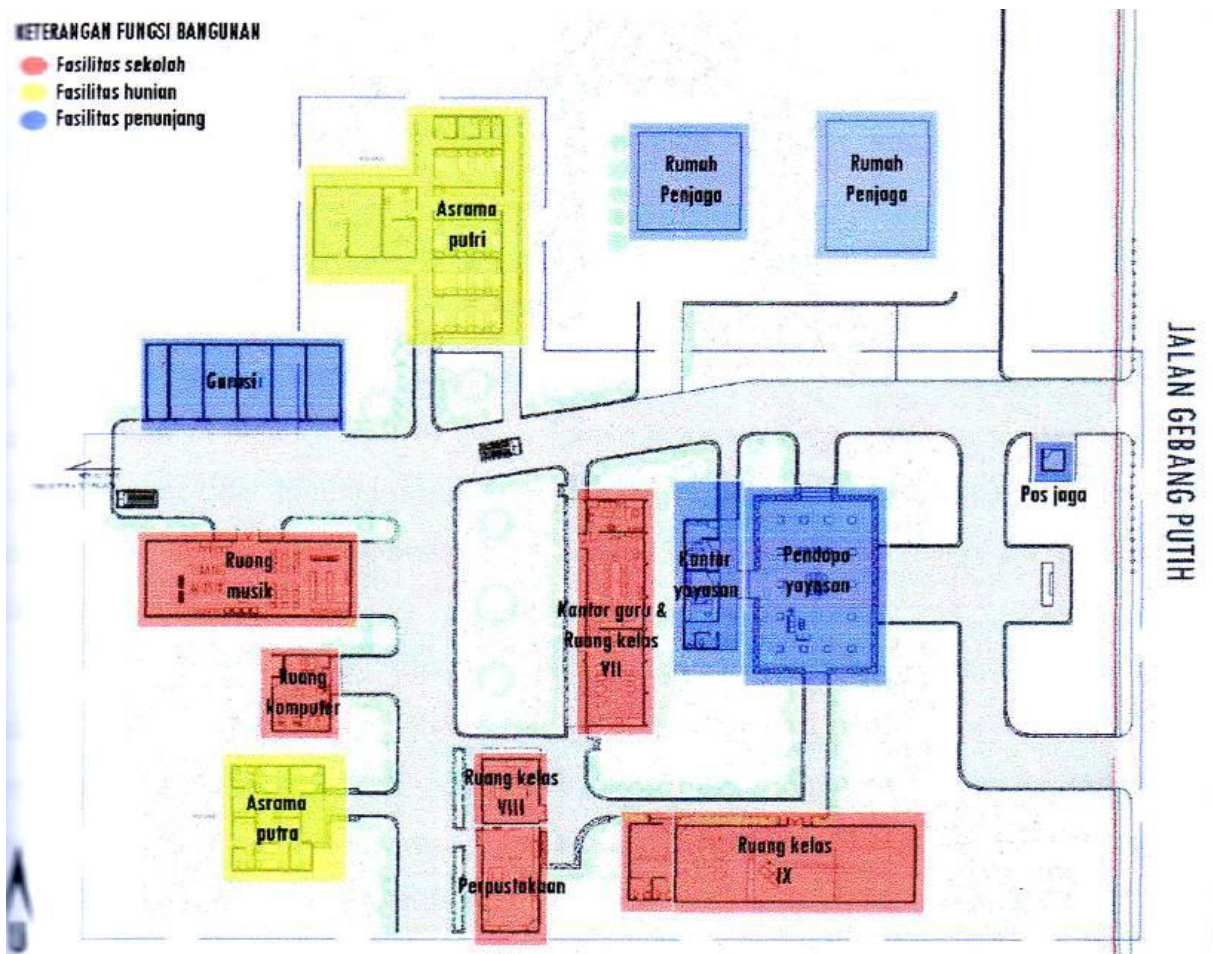 KETERANGAN FUNGSI BANGUNAN
Fasilitas sekolah
Fasilitas hunian
Fasilitas penunjang
Asrama
putri
Rumah
Penjaga
Rumah
Penjaga
Garasi
JALAN GEBANG PUTIH
Pos jaga
Ruang
musik
Kantor
yayasan
Pendopo
yayasan
Kantor guru &
Ruang kelas
VII
Ruang
komputer
Ruang kelas
VIII
Asrama
putra
Perpustakaan
Ruang kelas
IX
U